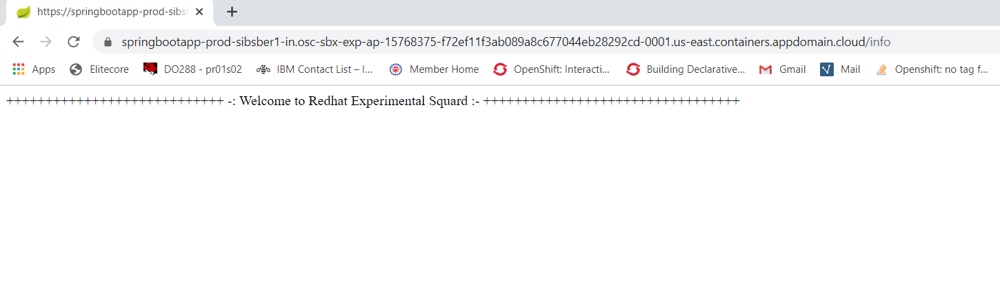 https://springbootapp-prod-sibsl
springbootapp-prod-sibsber1-in.osc-sbx-exp-ap-15768375-f72ef11f3ab089a8c677044eb28292cd-0001.us-east.containers.appdomain.cloud/info
Apps Elitecore DO288 - pr01s02 IBM Contact List – I... Member Home OpenShift: Interacti... Building Declarative... Gmail Mail Openshift: no tag f...
++++++++++++++++++++++++++++ -: Welcome to Redhat Experimental Squard :- +++++++++++++++++++++++++++++++++